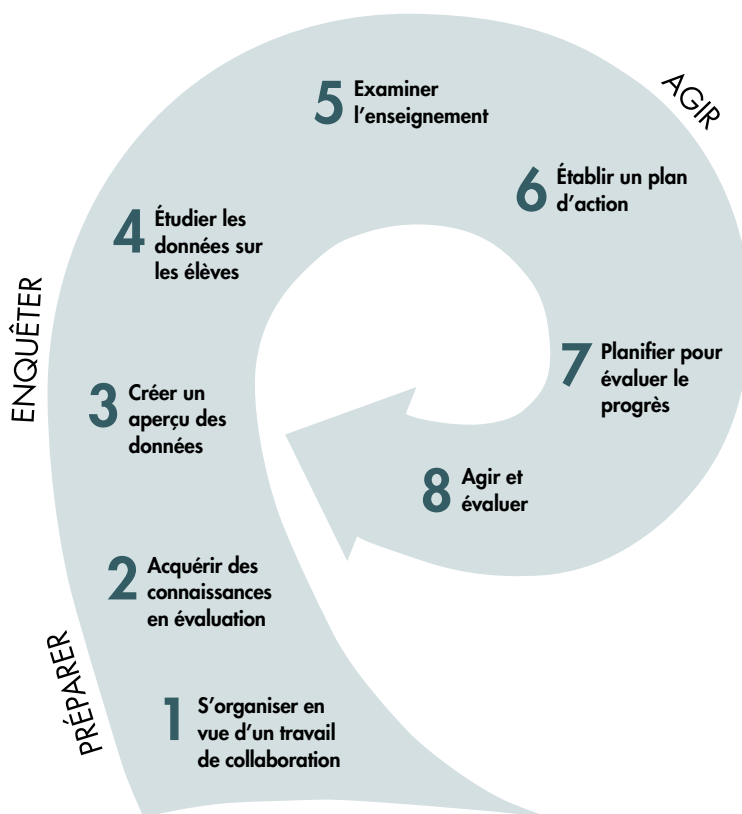 PRÉPARER
1 S’organiser en
vue d’un travail
de collaboration
2 Acquérir des
connaissances
en évaluation
ENQUÊTER
3 Créer un
aperçu des
données
4 Étudier les
données sur
les élèves
5 Examiner
l’enseignement
AGIR
6 Établir un plan
d’action
7 Planifier pour
évaluer le
progrès
8 Agir et
évaluer